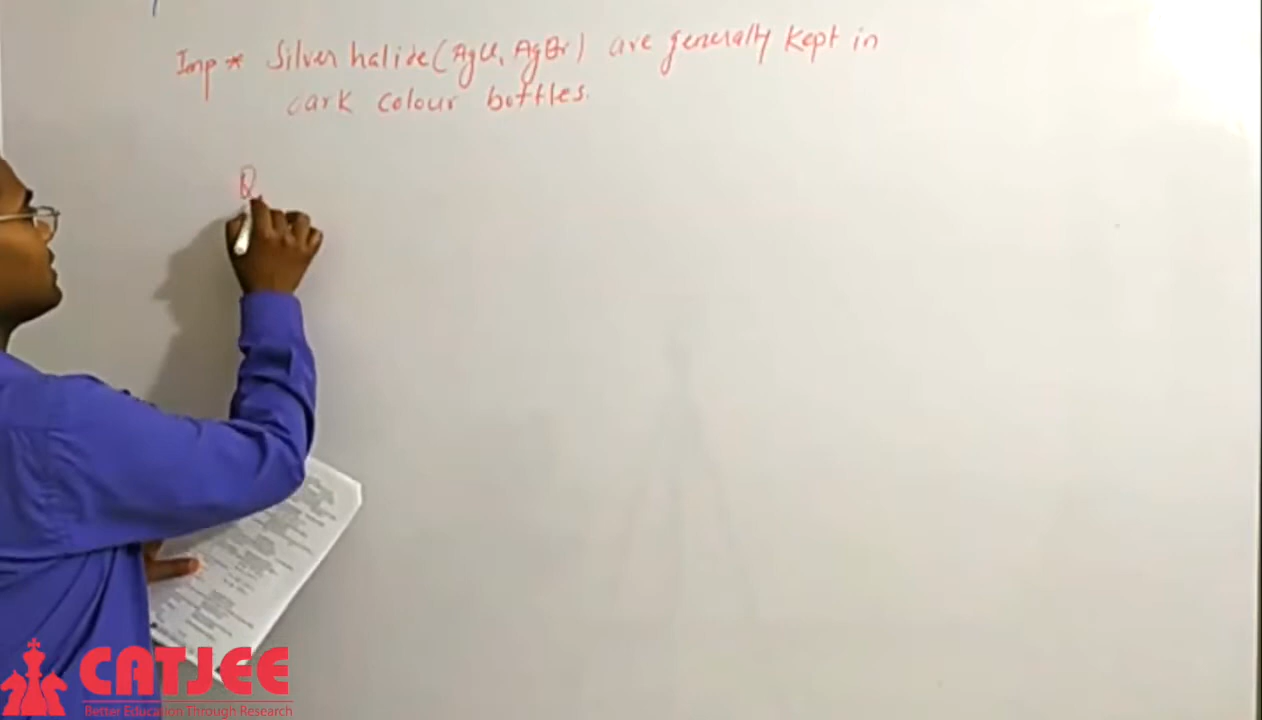 Imp * Silver halide (AgCl, AgBr) are generally kept in
dark colour bottles.
Q
CATJEE
Better Education Through Research